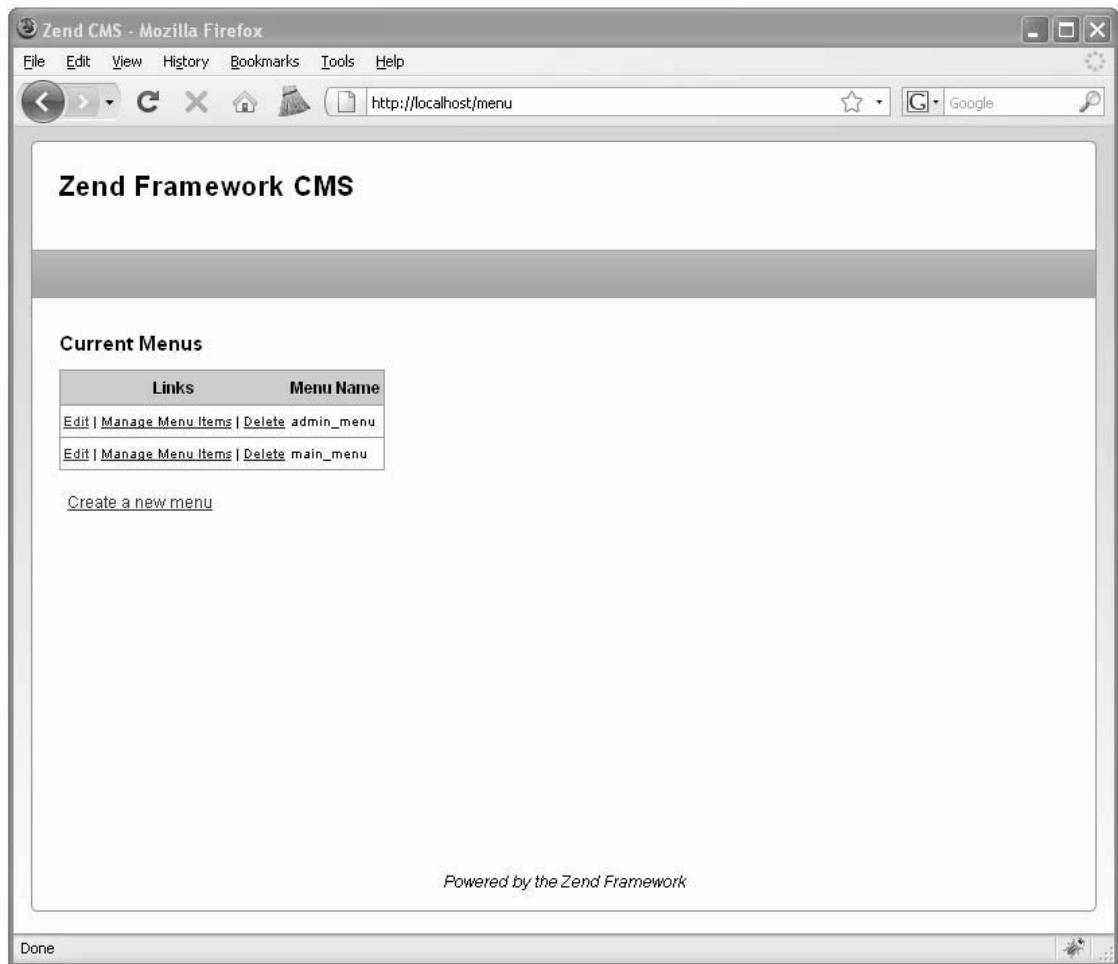 Zend CMS - Mozilla Firefox
File Edit View History Bookmarks Tools Help
http://localhost/menu
G Google
Zend Framework CMS
Current Menus
Links Menu Name
Edit | Manage Menu Items | Delete admin_menu
Edit | Manage Menu Items | Delete main_menu
Create a new menu
Powered by the Zend Framework
Done